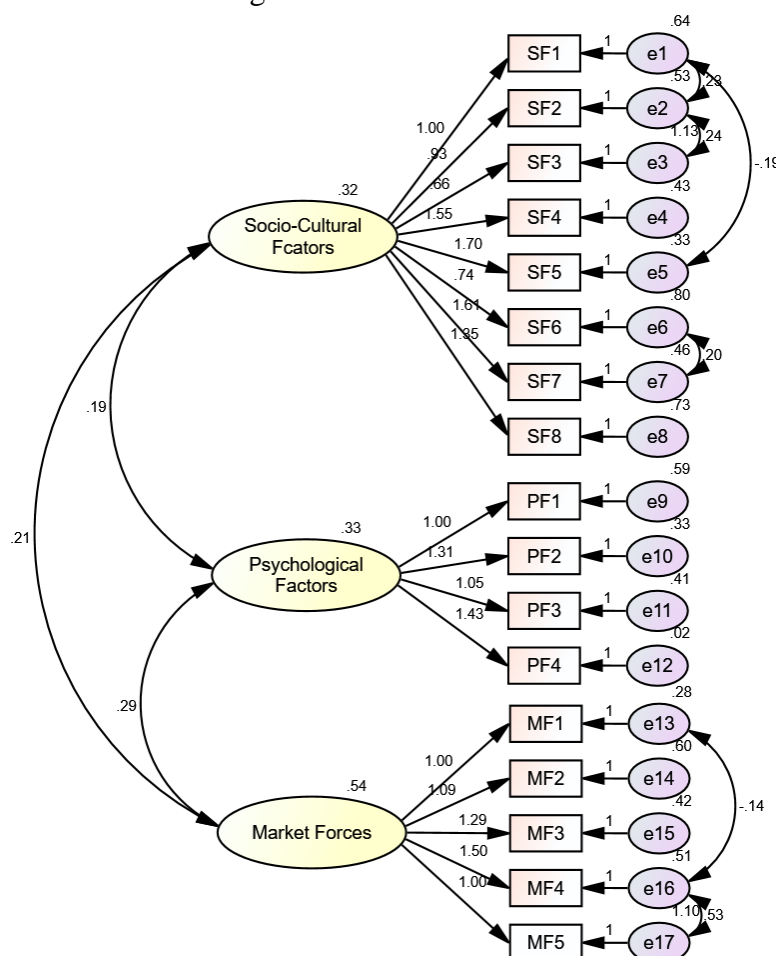 .64
SF1 1 e1
.53 .23
SF2 1 e2
1.00 1.13 .24
.93 SF3 1 e3
-.19
.66 .43
.32 SF4 1 e4
1.55 .33
Socio-Cultural
Fcators
1.70 SF5 1 e5
.74 .80
1.61 SF6 1 e6
1.35 .46 .20
SF7 1 e7
.73
.19 SF8 1 e8
.59
PF1 1 e9
.33 1.00 .33
.21 1.31 PF2 1 e10
Psychological
Factors
1.05 .41
PF3 1 e11
1.43 .02
PF4 1 e12
.28
.29 MF1 1 e13
1.00 .60
.54 1.09 MF2 1 e14
.42 -.14
Market Forces 1.29 MF3 1 e15
1.50 .51
1.00 MF4 1 e16
1.10 .53
MF5 1 e17